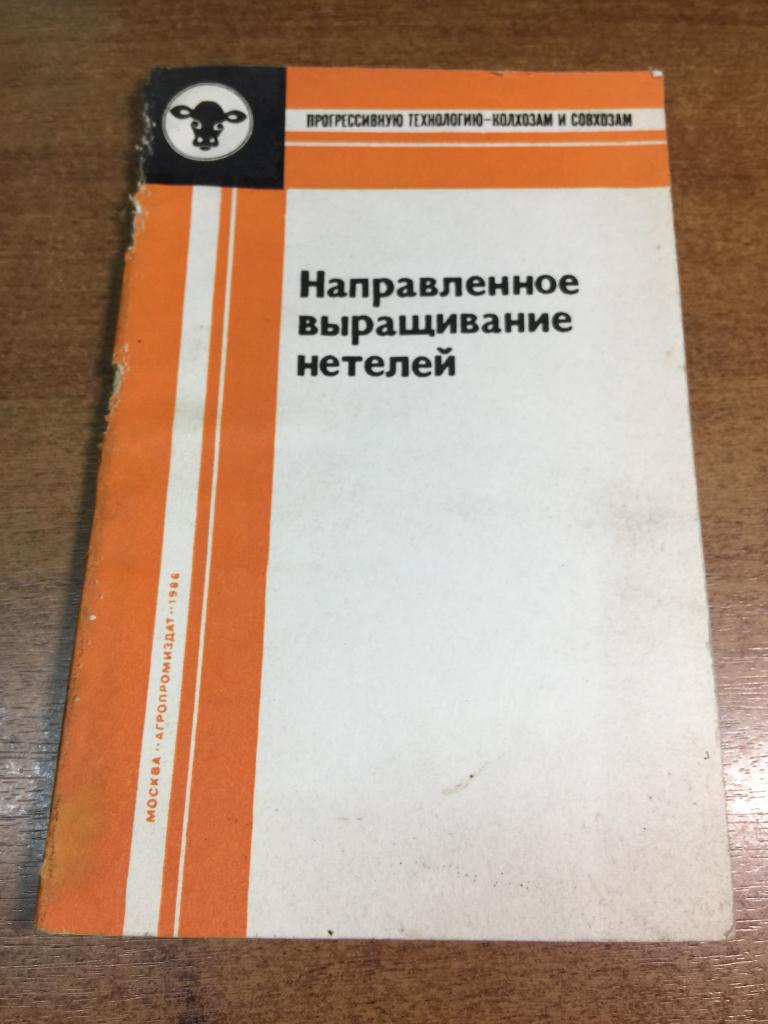 ПРОГРЕССИВНУЮ ТЕХНОЛОГИЮ-КОЛХОЗАМ И СОВХОЗАМ
Направленное
выращивание
нетелей
МОСКВА "АГРОПРОМИЗДАТ" 1986